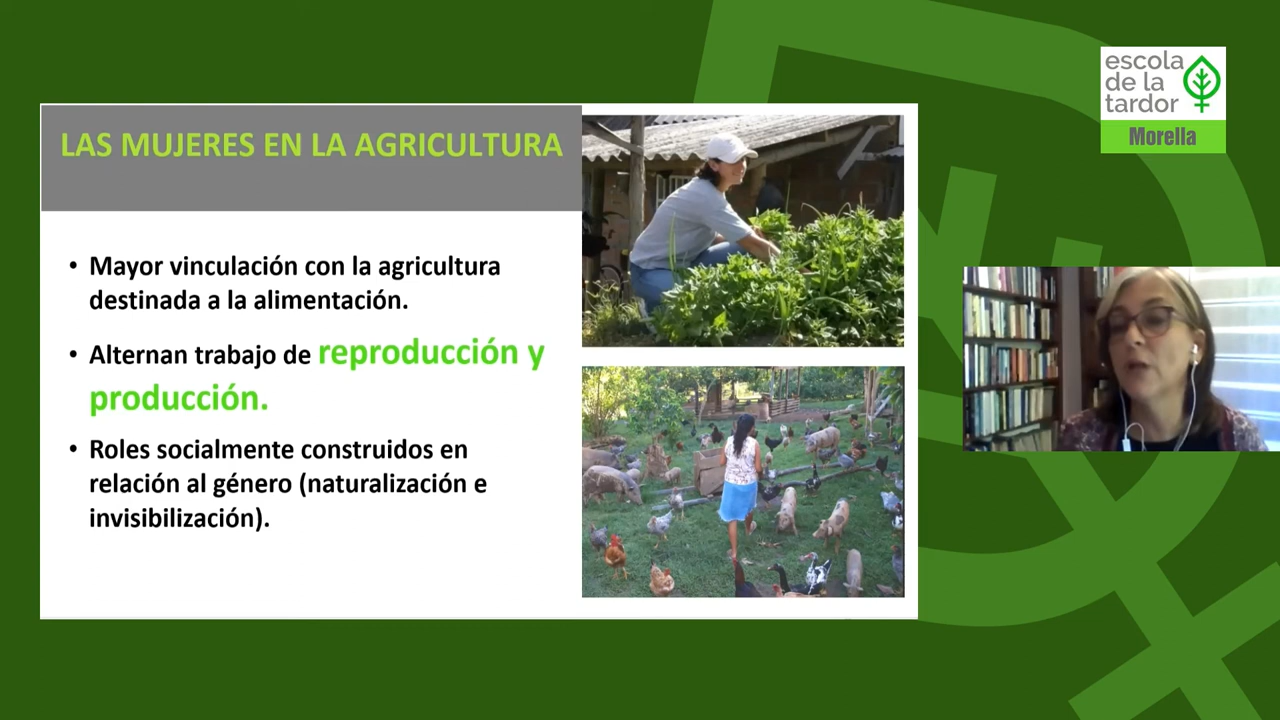 LAS MUJERES EN LA AGRICULTURA
• Mayor vinculación con la agricultura
destinada a la alimentación.
• Alternan trabajo de reproducción y
producción.
• Roles socialmente construidos en
relación al género (naturalización e
invisibilización).
escola
de la
tardor
Morella